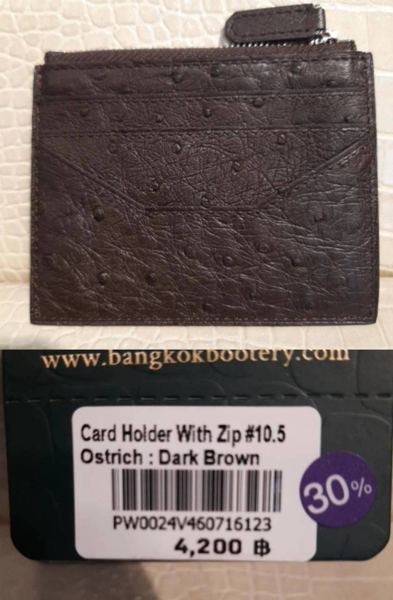 www.bangkokbootery.com
Card Holder With Zip #10.5
Ostrich : Dark Brown
30%
PW0024V460716123
4,200 ฿